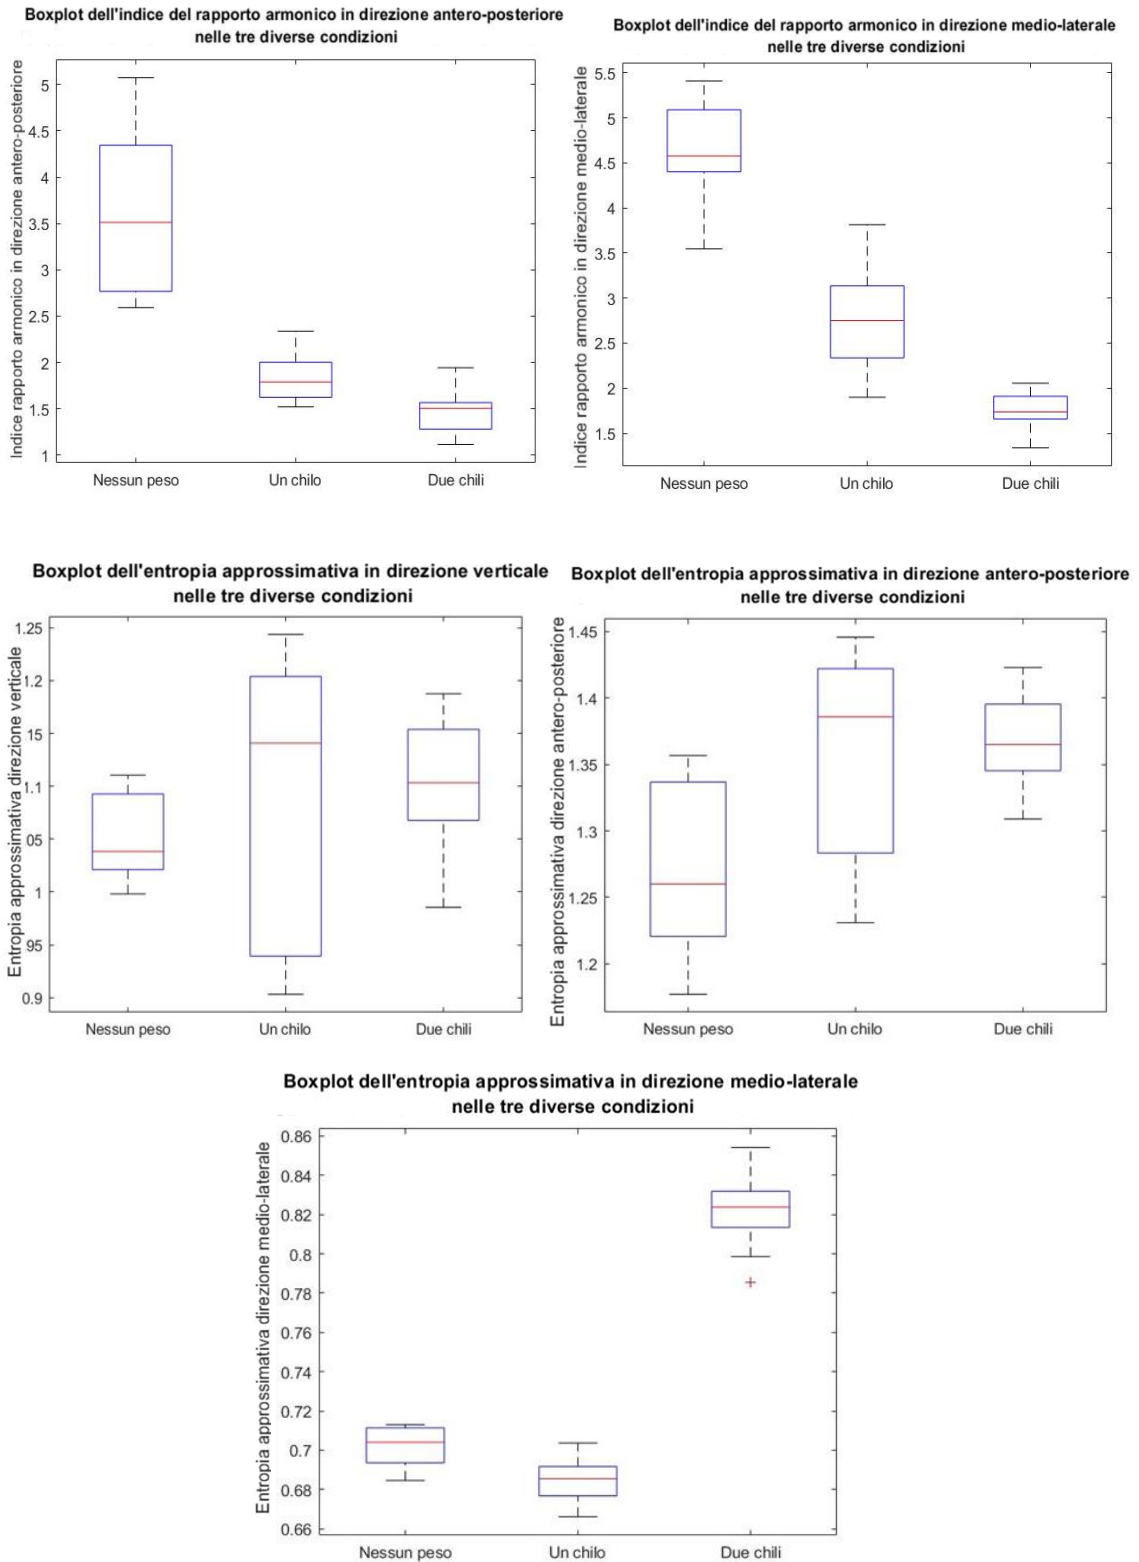 Boxplot dell'indice del rapporto armonico in direzione antero-posteriore
nelle tre diverse condizioni
Indice rapporto armonico in direzione antero-posteriore
5
4.5
4
3.5
3
2.5
2
1.5
1
Nessun peso Un chilo Due chili
Boxplot dell'indice del rapporto armonico in direzione medio-laterale
nelle tre diverse condizioni
Indice rapporto armonico in direzione medio-laterale
5.5
5
4.5
4
3.5
3
2.5
2
1.5
Nessun peso Un chilo Due chili
Boxplot dell'entropia approssimativa in direzione verticale
nelle tre diverse condizioni
Entropia approssimativa direzione verticale
1.25
1.2
15
1.1
05
1
95
0.9
Nessun peso Un chilo Due chili
Boxplot dell'entropia approssimativa in direzione antero-posteriore
nelle tre diverse condizioni
Entropia approssimativa direzione antero-posteriore
1.45
1.4
1.35
1.3
1.25
1.2
Nessun peso Un chilo Due chili
Boxplot dell'entropia approssimativa in direzione medio-laterale
nelle tre diverse condizioni
Entropia approssimativa direzione medio-laterale
0.86
0.84
0.82
0.8
0.78
0.76
0.74
0.72
0.7
0.68
0.66
Nessun peso Un chilo Due chili